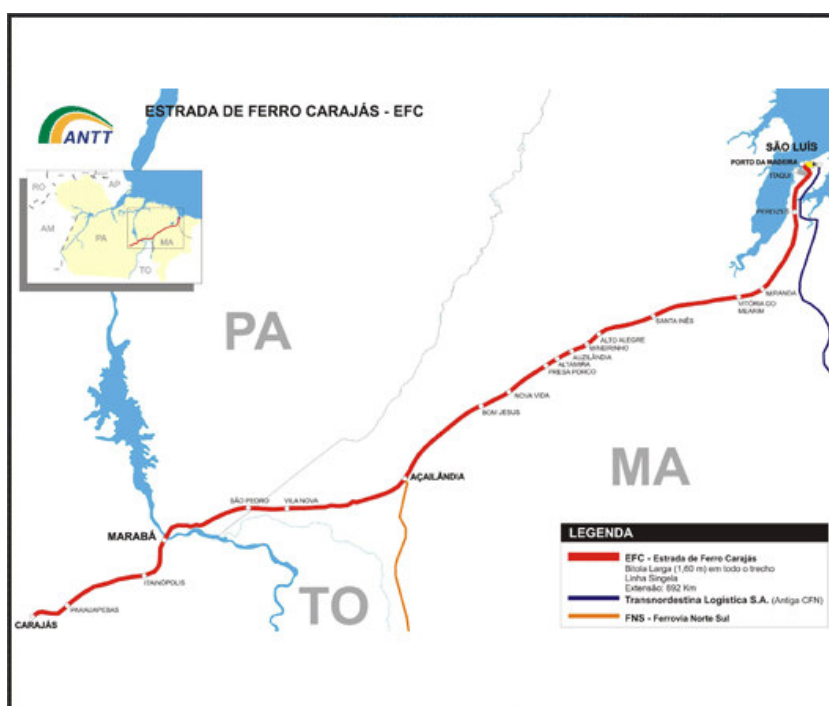 ANTT
ESTRADA DE FERRO CARAJÁS - EFC
RO
AP
AM
PA
MA
TO
SÃO LUÍS
PORTO DA MADEIRA
ITAQUI
PERIZES
MIRANDA
VITÓRIA DO
MEARIM
SANTA INÊS
ALTO ALEGRE
MINEIRINHO
AUZILÂNDIA
ALTAMIRA
PRESA PORCO
NOVA VIDA
BOM JESUS
PA
MA
AÇAILÂNDIA
SÃO PEDRO
VILA NOVA
MARABÁ
ITAINÓPOLIS
TO
PARAUAPEBAS
CARAJÁS
LEGENDA
EFC - Estrada de Ferro Carajás
Bitola Larga (1,60 m) em todo o trecho
Linha Singela
Extensão: 892 Km
Transnordestina Logística S.A. (Antiga CFN)
FNS - Ferrovia Norte Sul